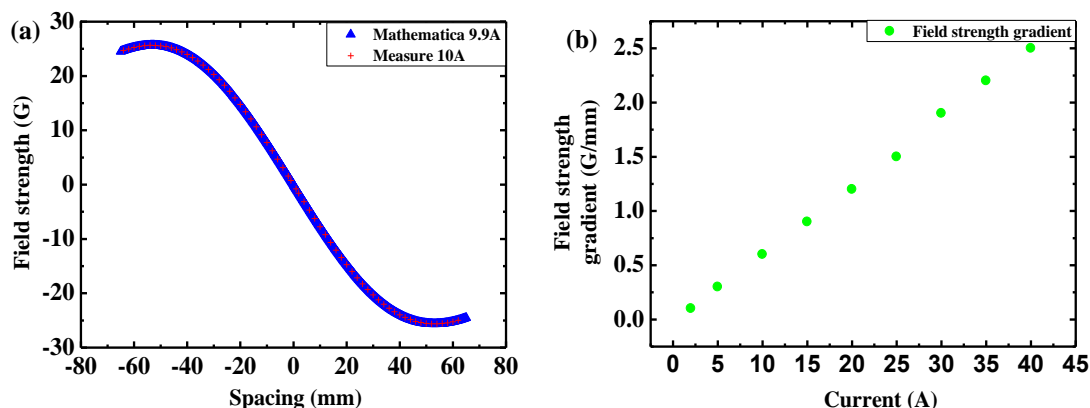 (a)
Mathematica 9.9A
Measure 10A
Field strength (G)
30
20
10
0
-10
-20
-30
-80 -60 -40 -20 0 20 40 60 80
Spacing (mm)
(b)
Field strength gradient
Field strength
gradient (G/mm)
2.5
2.0
1.5
1.0
0.5
0.0
0 5 10 15 20 25 30 35 40 45
Current (A)